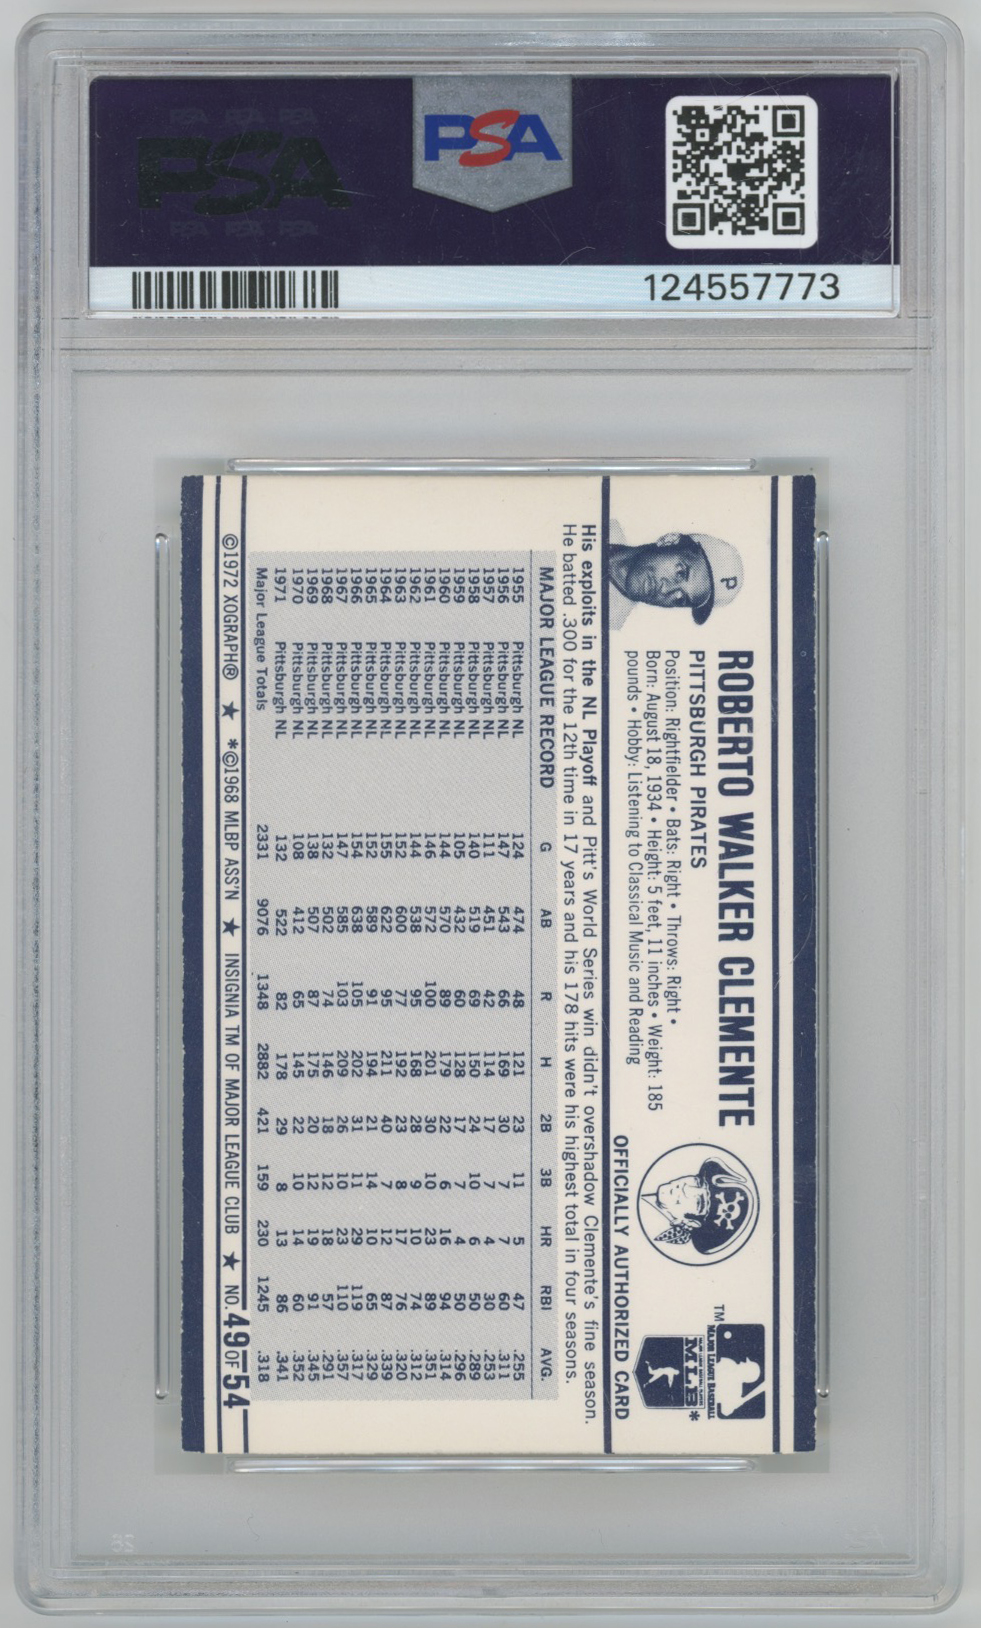 PSA
PSA PSA PSA
PSA
PSA PSA PSA
124557773
P
ROBERTO WALKER CLEMENTE
PITTSBURGH PIRATES
Position: Rightfielder • Bats: Right • Throws: Right •
Born: August 18, 1934 • Height: 5 feet, 11 inches • Weight: 185
pounds • Hobby: Listening to Classical Music and Reading
TM
MAJOR LEAGUE BASEBALL
MLB*
OFFICIALLY AUTHORIZED CARD
His exploits in the NL Playoff and Pitt's World Series win didn't overshadow Clemente's fine season.
He batted .300 for the 12th time in 17 years and his 178 hits were his highest total in four seasons.
MAJOR LEAGUE RECORD G AB R H 2B 3B HR RBI AVG.
1955 Pittsburgh NL 124 474 48 121 23 11 5 47 .255
1956 Pittsburgh NL 147 543 66 169 30 7 7 60 .311
1957 Pittsburgh NL 111 451 42 114 17 7 4 30 .253
1958 Pittsburgh NL 140 519 69 150 24 10 6 50 .289
1959 Pittsburgh NL 105 432 60 128 17 7 4 50 .296
1960 Pittsburgh NL 144 570 89 179 22 6 16 94 .314
1961 Pittsburgh NL 146 572 100 201 30 10 23 89 .351
1962 Pittsburgh NL 144 538 95 168 28 9 10 74 .312
1963 Pittsburgh NL 152 600 77 192 23 8 17 76 .320
1964 Pittsburgh NL 155 622 95 211 40 7 12 87 .339
1965 Pittsburgh NL 152 589 91 194 21 14 10 65 .329
1966 Pittsburgh NL 154 638 105 202 31 11 29 119 .317
1967 Pittsburgh NL 147 585 103 209 26 10 23 110 .357
1968 Pittsburgh NL 132 502 74 146 18 12 18 57 .291
1969 Pittsburgh NL 138 507 87 175 20 12 19 91 .345
1970 Pittsburgh NL 108 412 65 145 22 10 14 60 .352
1971 Pittsburgh NL 132 522 82 178 29 8 13 86 .341
Major League Totals 2331 9076 1348 2882 421 159 230 1245 .318
©1972 XOGRAPH® ★ *©1968 MLBP ASS'N ★ INSIGNIA TM OF MAJOR LEAGUE CLUB ★ NO. 49 OF 54